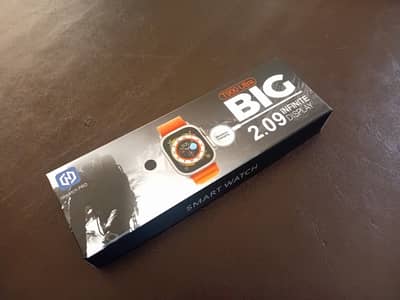 T900 Ultra
BIG
2.09 INFINITE
DISPLAY
SMART WATCH